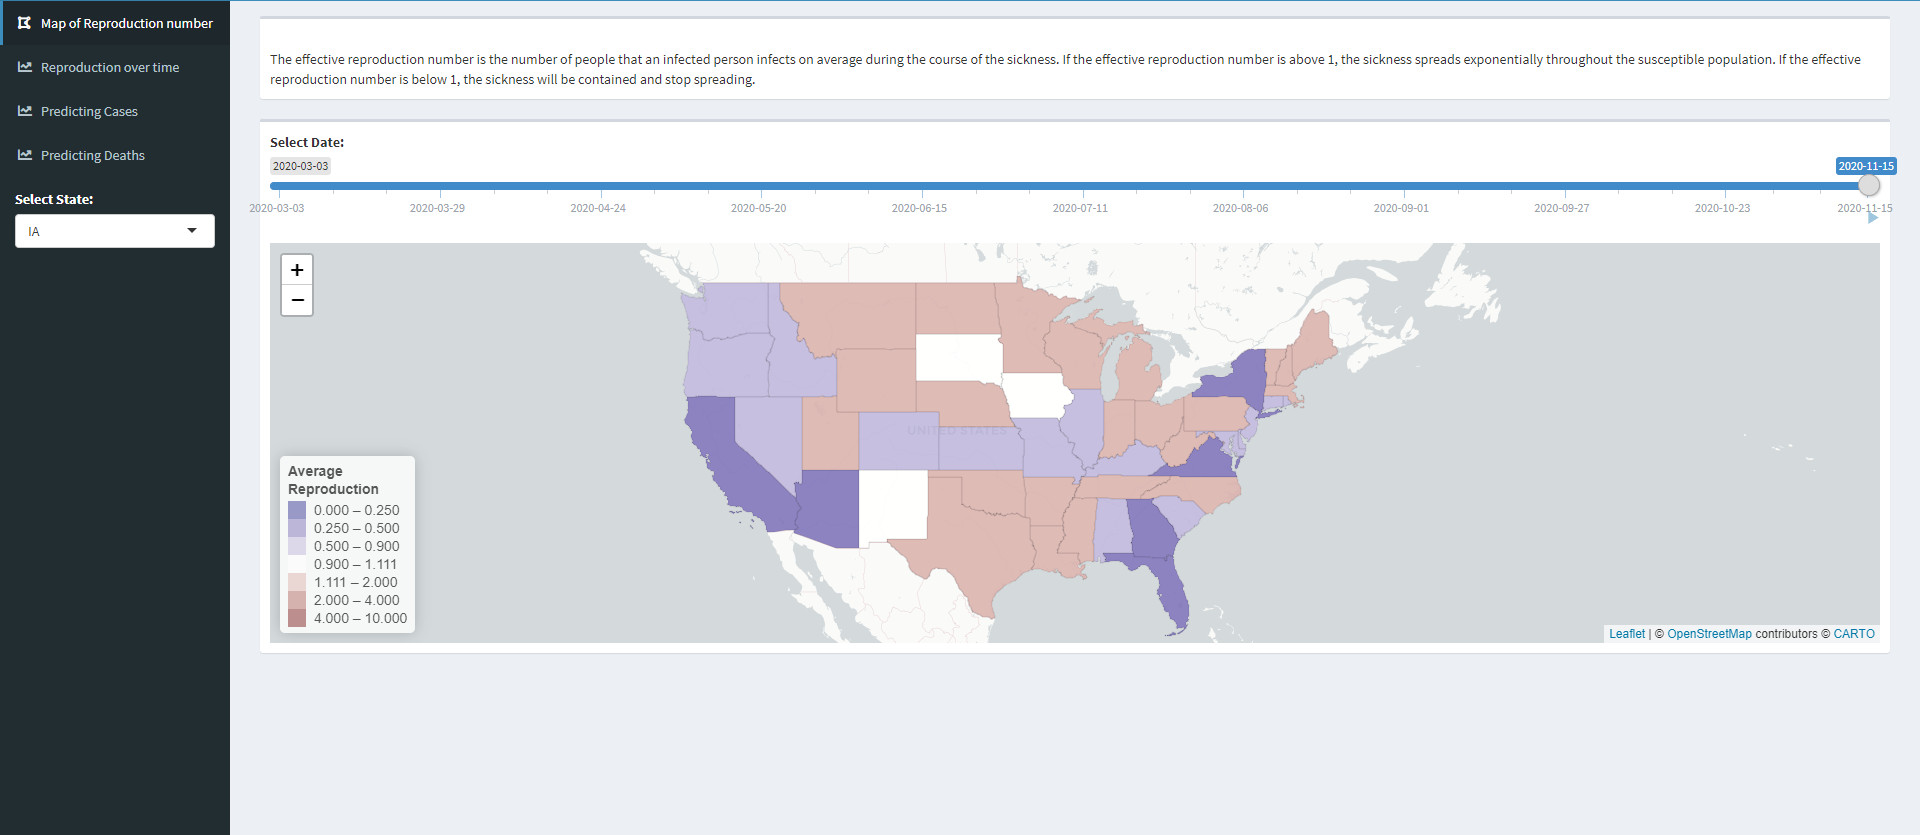 Map of Reproduction number
Reproduction over time
Predicting Cases
Predicting Deaths
Select State:
IA
The effective reproduction number is the number of people that an infected person infects on average during the course of the sickness. If the effective reproduction number is above 1, the sickness spreads exponentially throughout the susceptible population. If the effective
reproduction number is below 1, the sickness will be contained and stop spreading.
Select Date:
2020-03-03
2020-11-15
2020-03-03 2020-03-29 2020-04-24 2020-05-20 2020-06-15 2020-07-11 2020-08-06 2020-09-01 2020-09-27 2020-10-23 2020-11-15
+
−
UNITED STATES
Average
Reproduction
0.000 – 0.250
0.250 – 0.500
0.500 – 0.900
0.900 – 1.111
1.111 – 2.000
2.000 – 4.000
4.000 – 10.000
Leaflet | © OpenStreetMap contributors © CARTO